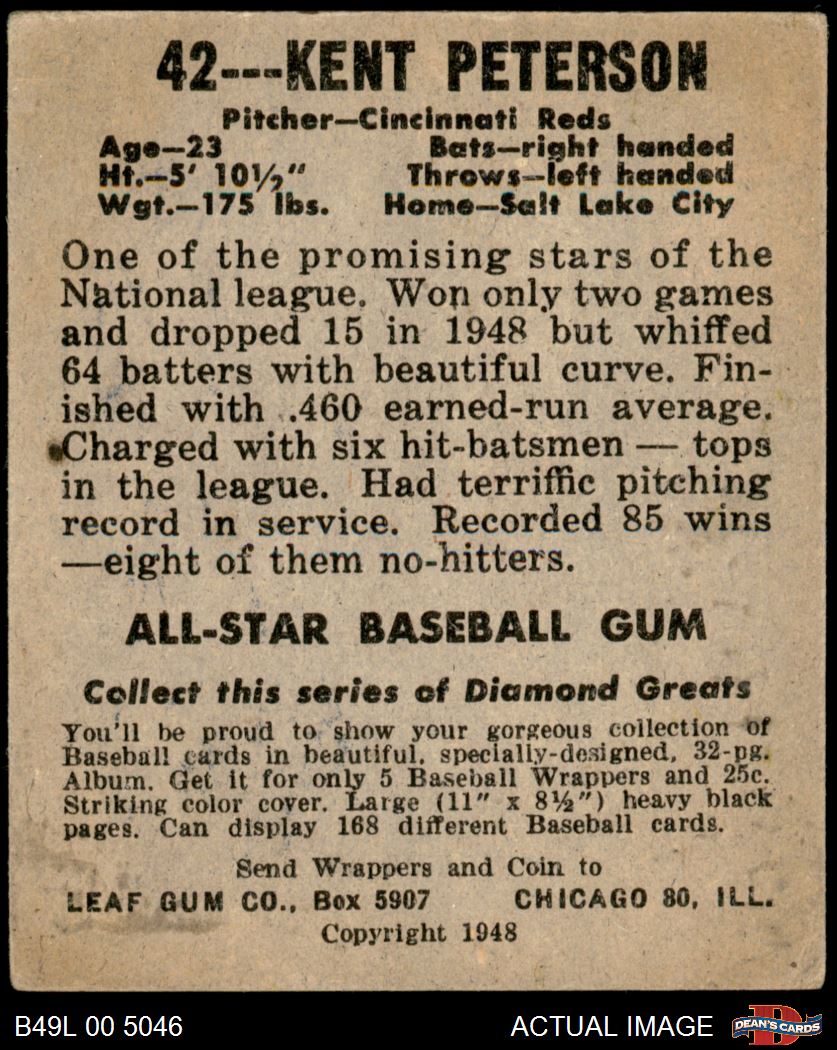 42---KENT PETERSON
Pitcher—Cincinnati Reds
Age—23 Bats—right handed
Ht.—5' 10½" Throws—left handed
Wgt.—175 lbs. Home—Salt Lake City
One of the promising stars of the
National league. Won only two games
and dropped 15 in 1948 but whiffed
64 batters with beautiful curve. Fin-
ished with .460 earned-run average.
Charged with six hit-batsmen — tops
in the league. Had terriffic pitching
record in service. Recorded 85 wins
—eight of them no-hitters.
ALL-STAR BASEBALL GUM
Collect this series of Diamond Greats
You'll be proud to show your gorgeous collection of
Baseball cards in beautiful, specially-designed, 32-pg.
Album. Get it for only 5 Baseball Wrappers and 25c.
Striking color cover. Large (11" x 8½") heavy black
pages. Can display 168 different Baseball cards.
Send Wrappers and Coin to
LEAF GUM CO., Box 5907 CHICAGO 80, ILL.
Copyright 1948
B49L 00 5046 ACTUAL IMAGE DEAN'S CARDS